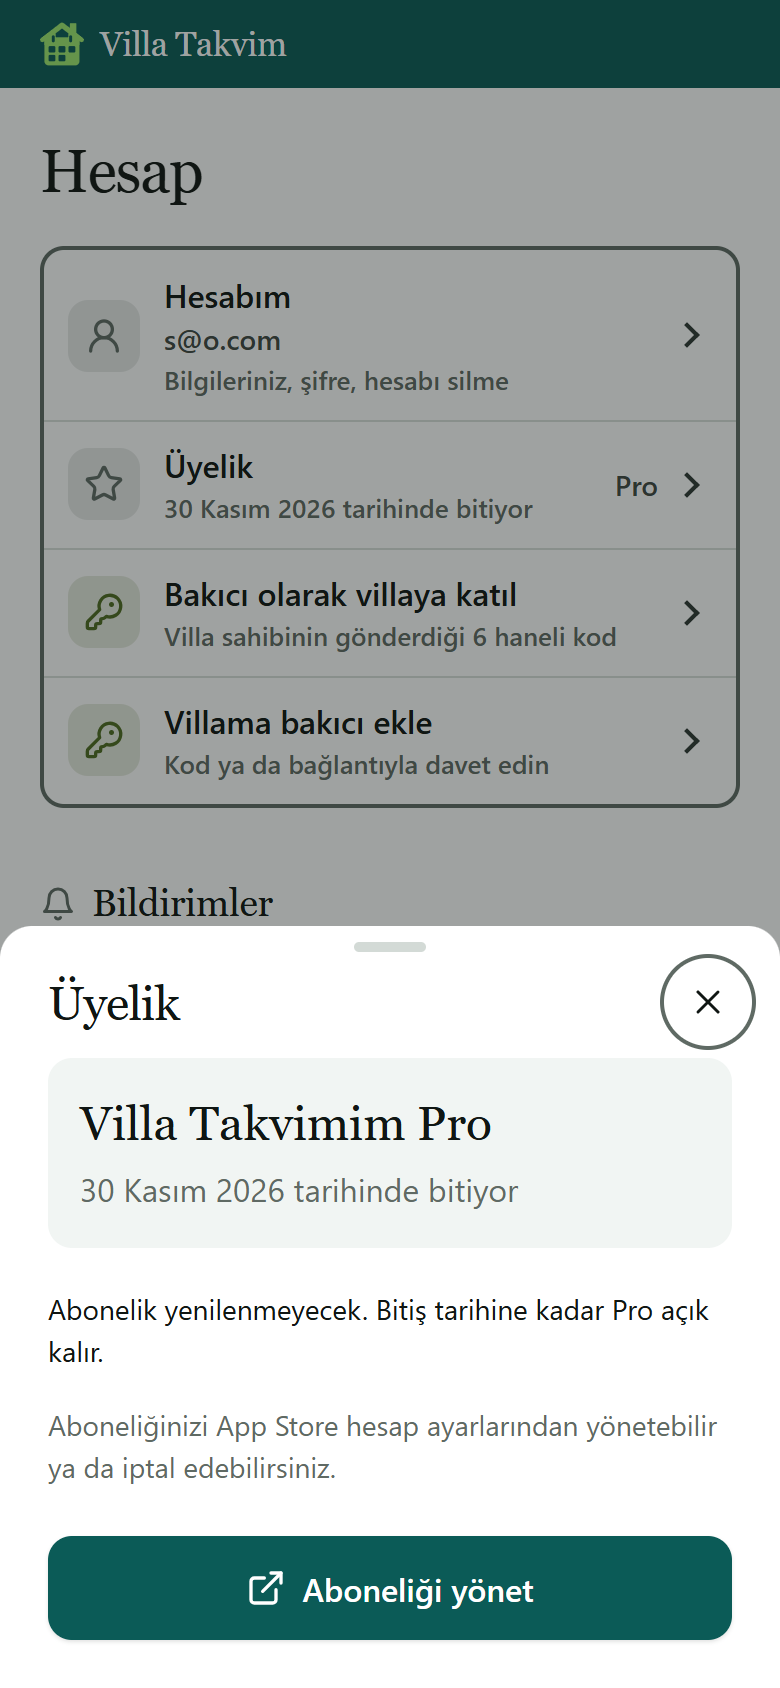 Villa Takvim
Hesap
Hesabım
s@o.com
Bilgileriniz, şifre, hesabı silme
Üyelik
30 Kasım 2026 tarihinde bitiyor
Pro
Bakıcı olarak villaya katıl
Villa sahibinin gönderdiği 6 haneli kod
Villama bakıcı ekle
Kod ya da bağlantıyla davet edin
Bildirimler
Üyelik
Villa Takvimim Pro
30 Kasım 2026 tarihinde bitiyor
Abonelik yenilenmeyecek. Bitiş tarihine kadar Pro açık
kalır.
Aboneliğinizi App Store hesap ayarlarından yönetebilir
ya da iptal edebilirsiniz.
Aboneliği yönet